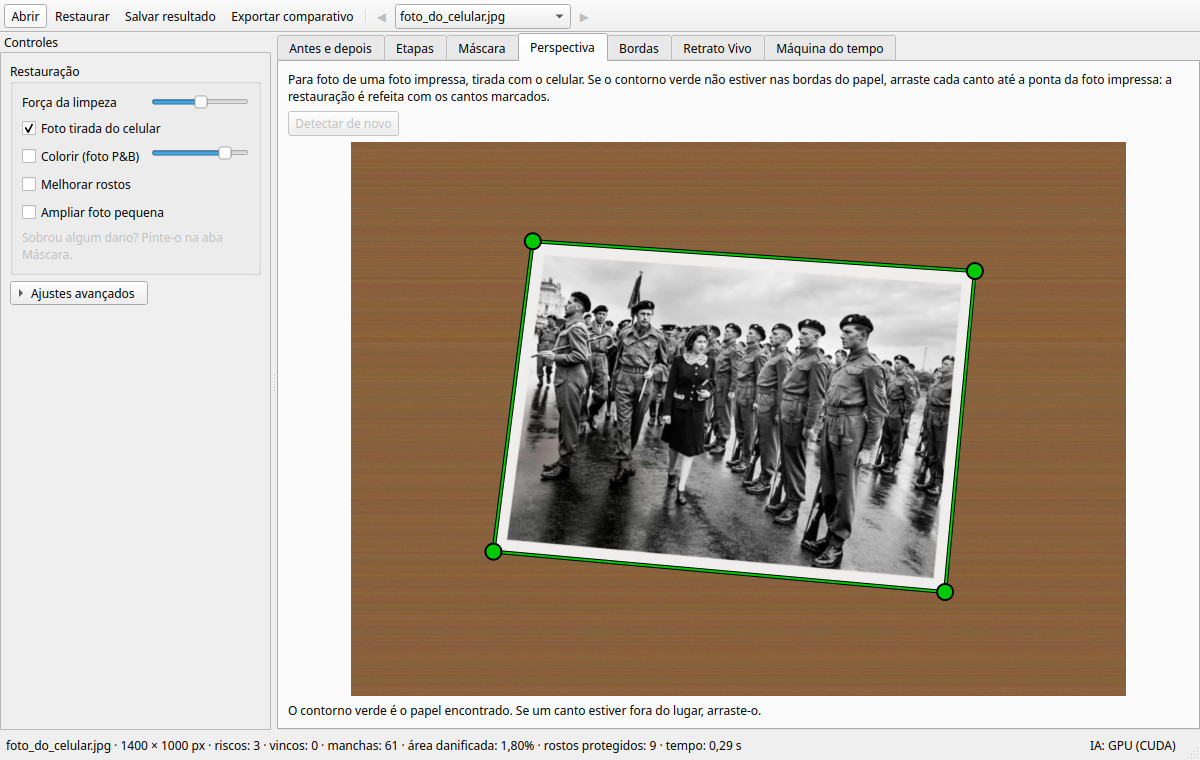 Abrir Restaurar Salvar resultado Exportar comparativo foto_do_celular.jpg
Controles
Restauração
Força da limpeza
Foto tirada do celular
Colorir (foto P&B)
Melhorar rostos
Ampliar foto pequena
Sobrou algum dano? Pinte-o na aba
Máscara.
Ajustes avançados
Antes e depois Etapas Máscara Perspectiva Bordas Retrato Vivo Máquina do tempo
Para foto de uma foto impressa, tirada com o celular. Se o contorno verde não estiver nas bordas do papel, arraste cada canto até a ponta da foto impressa: a
restauração é refeita com os cantos marcados.
Detectar de novo
O contorno verde é o papel encontrado. Se um canto estiver fora do lugar, arraste-o.
foto_do_celular.jpg · 1400 × 1000 px · riscos: 3 · vincos: 0 · manchas: 61 · área danificada: 1,80% · rostos protegidos: 9 · tempo: 0,29 s
IA: GPU (CUDA)